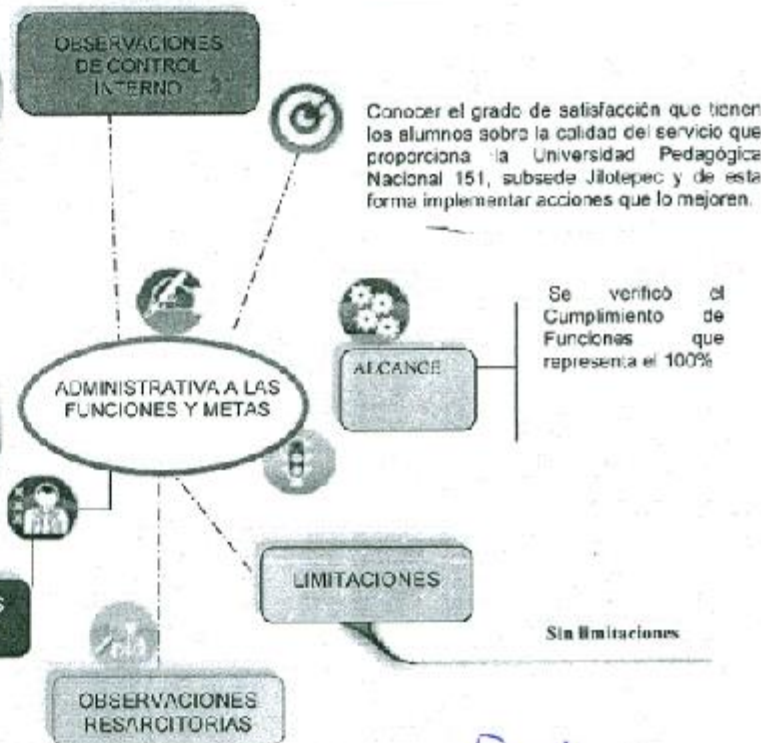 OBSERVACIONES
DE CONTROL
INTERNO
Conocer el grado de satisfacción que tienen
los alumnos sobre la calidad del servicio que
proporciona la Universidad Pedagógica
Nacional 151, subsede Jilotepec y de esta
forma implementar acciones que lo mejoren.
Se verificó el
Cumplimiento de
Funciones que
representa el 100%
ALCANCE
ADMINISTRATIVA A LAS
FUNCIONES Y METAS
LIMITACIONES
Sin limitaciones
S
OBSERVACIONES
RESARCITORIAS